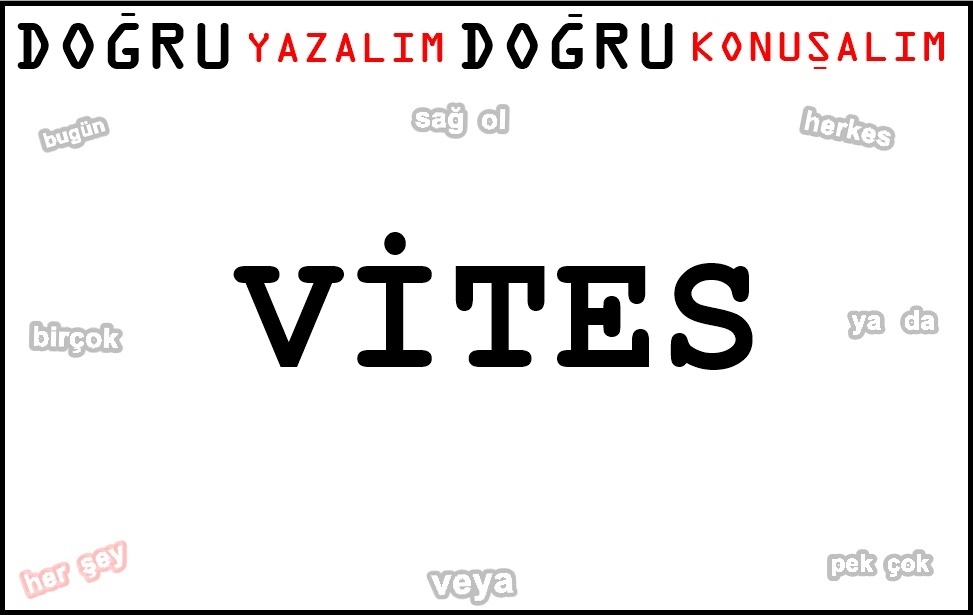 DOĞRU YAZALIM DOĞRU KONUŞALIM
bugün sağ ol herkes
VİTES
birçok ya da
her şey veya pek çok